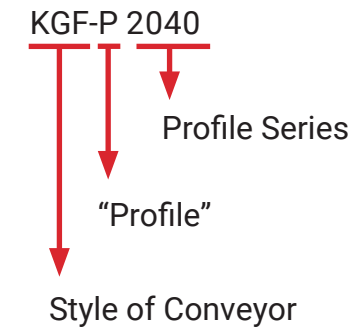 KGF-P 2040
Profile Series
“Profile”
Style of Conveyor